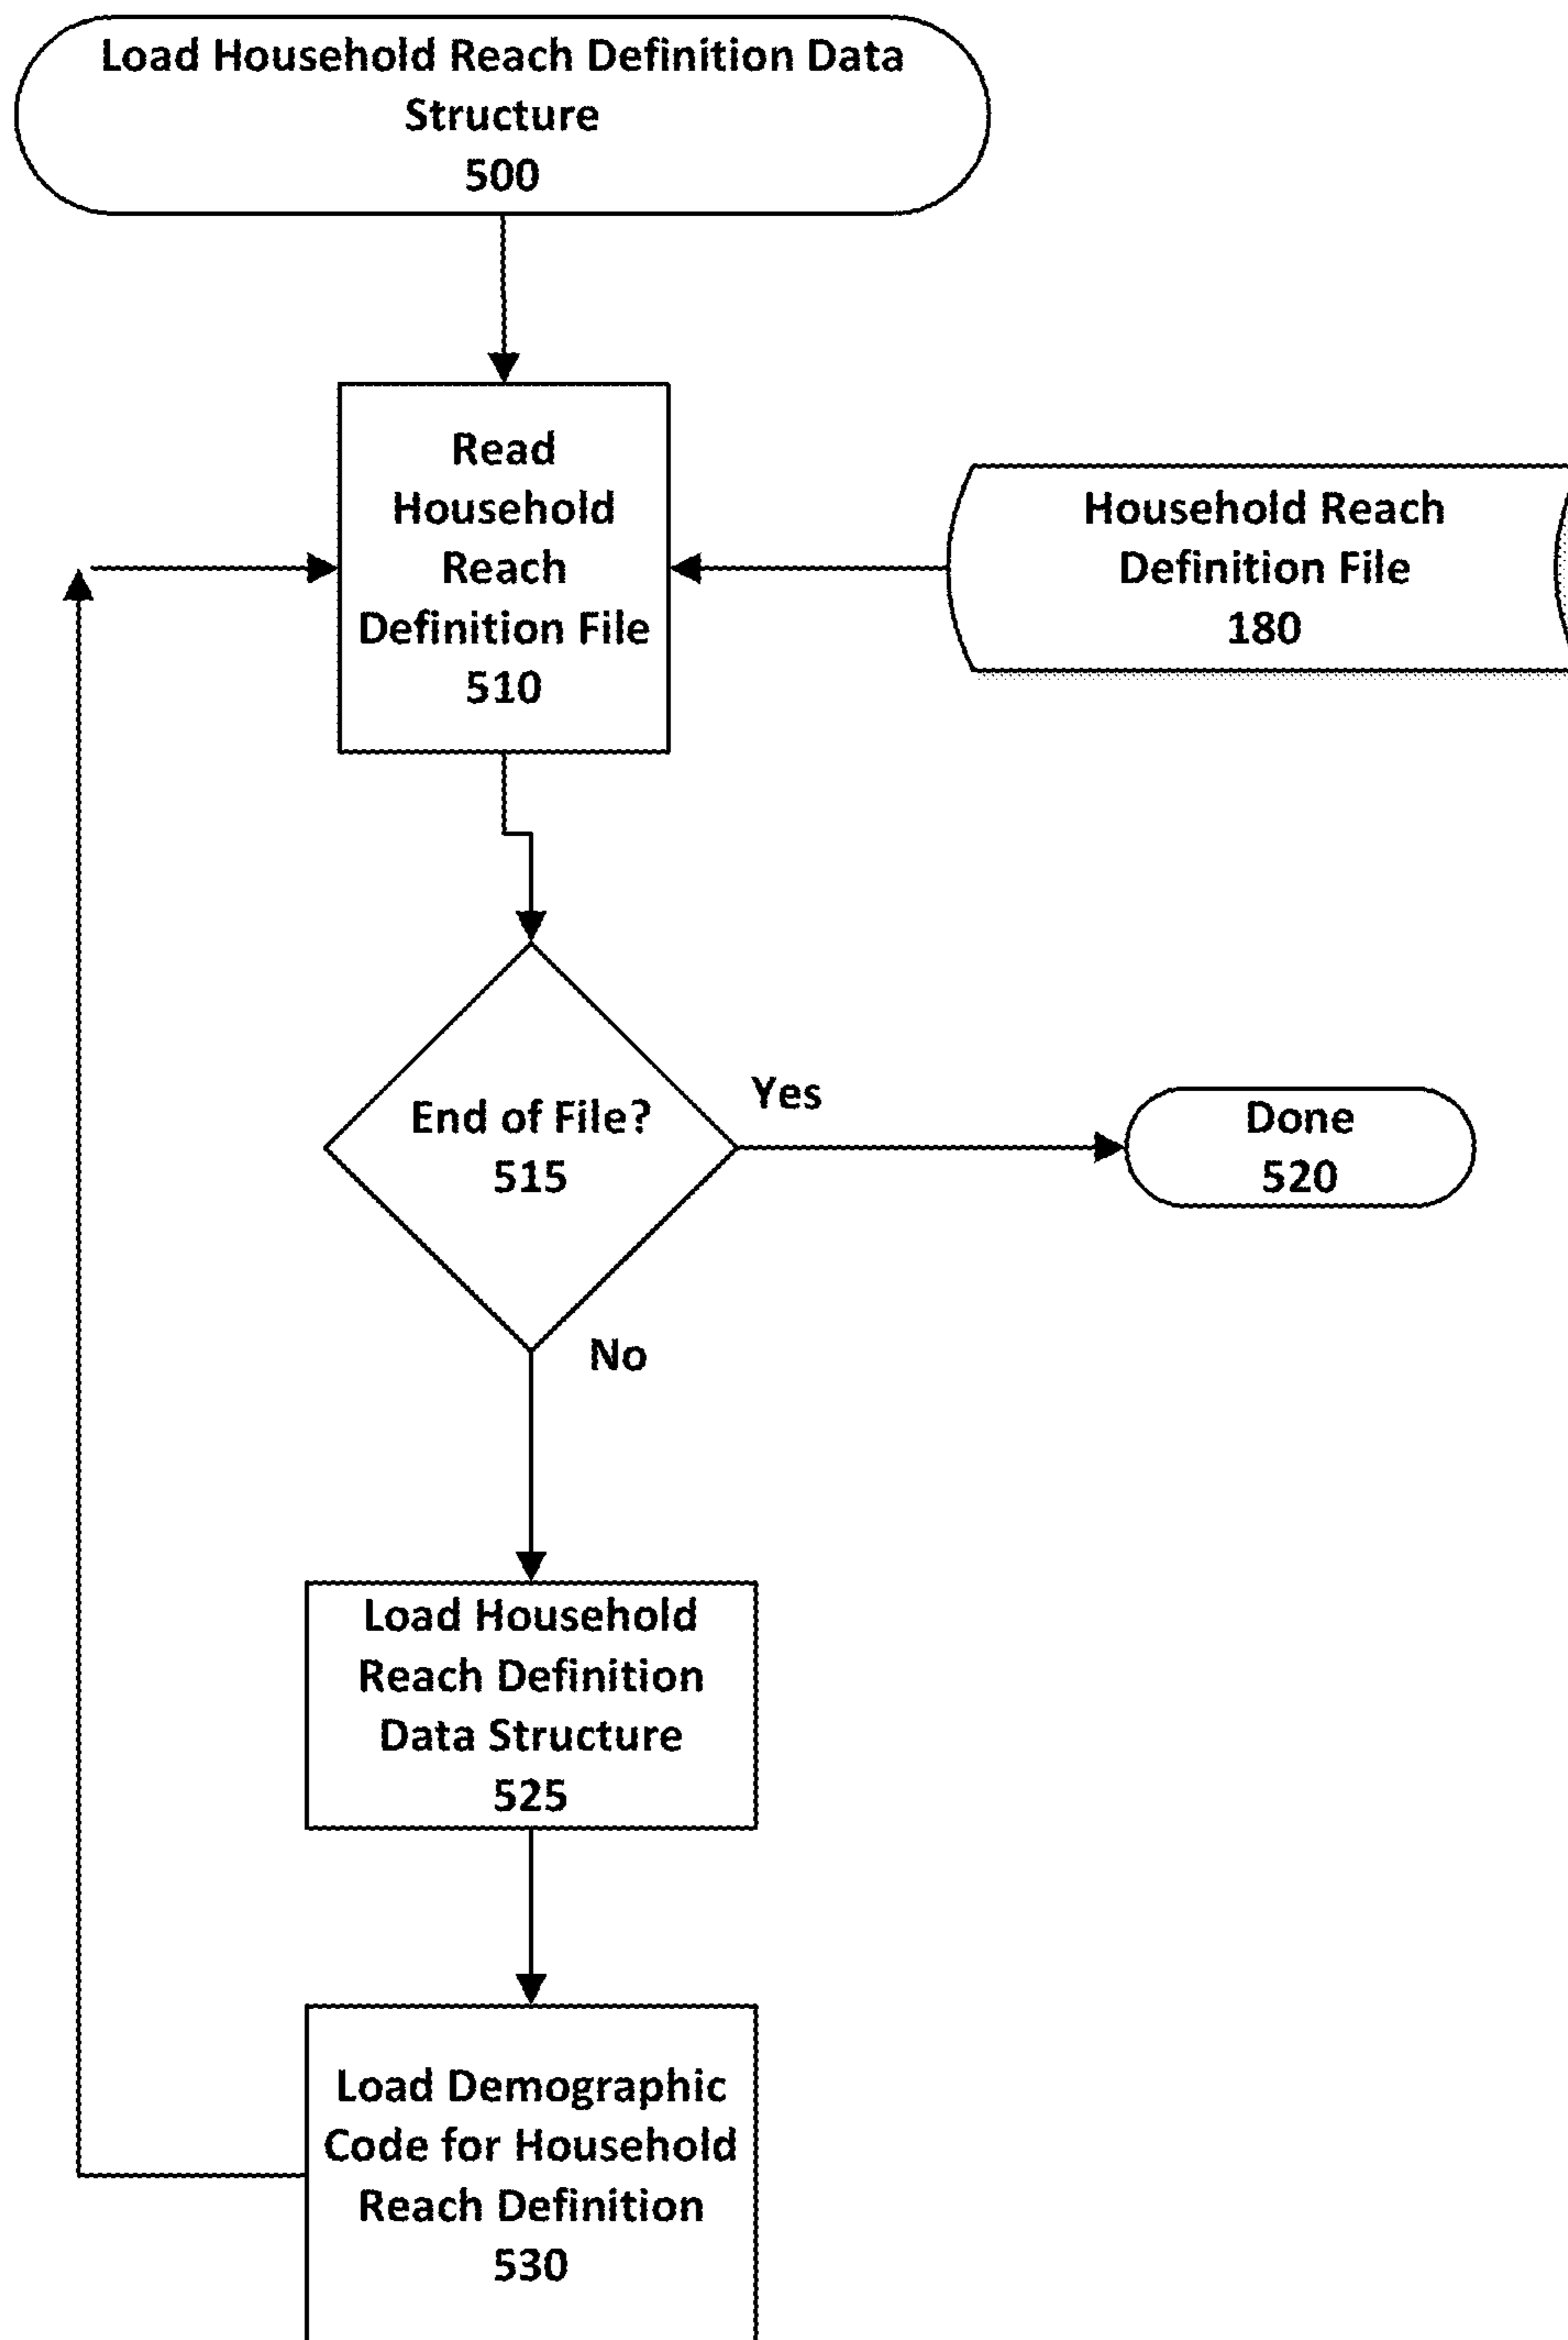 Load Household Reach Definition Data
Structure
500
Read
Household
Reach
Definition File
510
Household Reach
Definition File
180
End of File?
515
Yes
Done
520
No
Load Household
Reach Definition
Data Structure
525
Load Demographic
Code for Household
Reach Definition
530